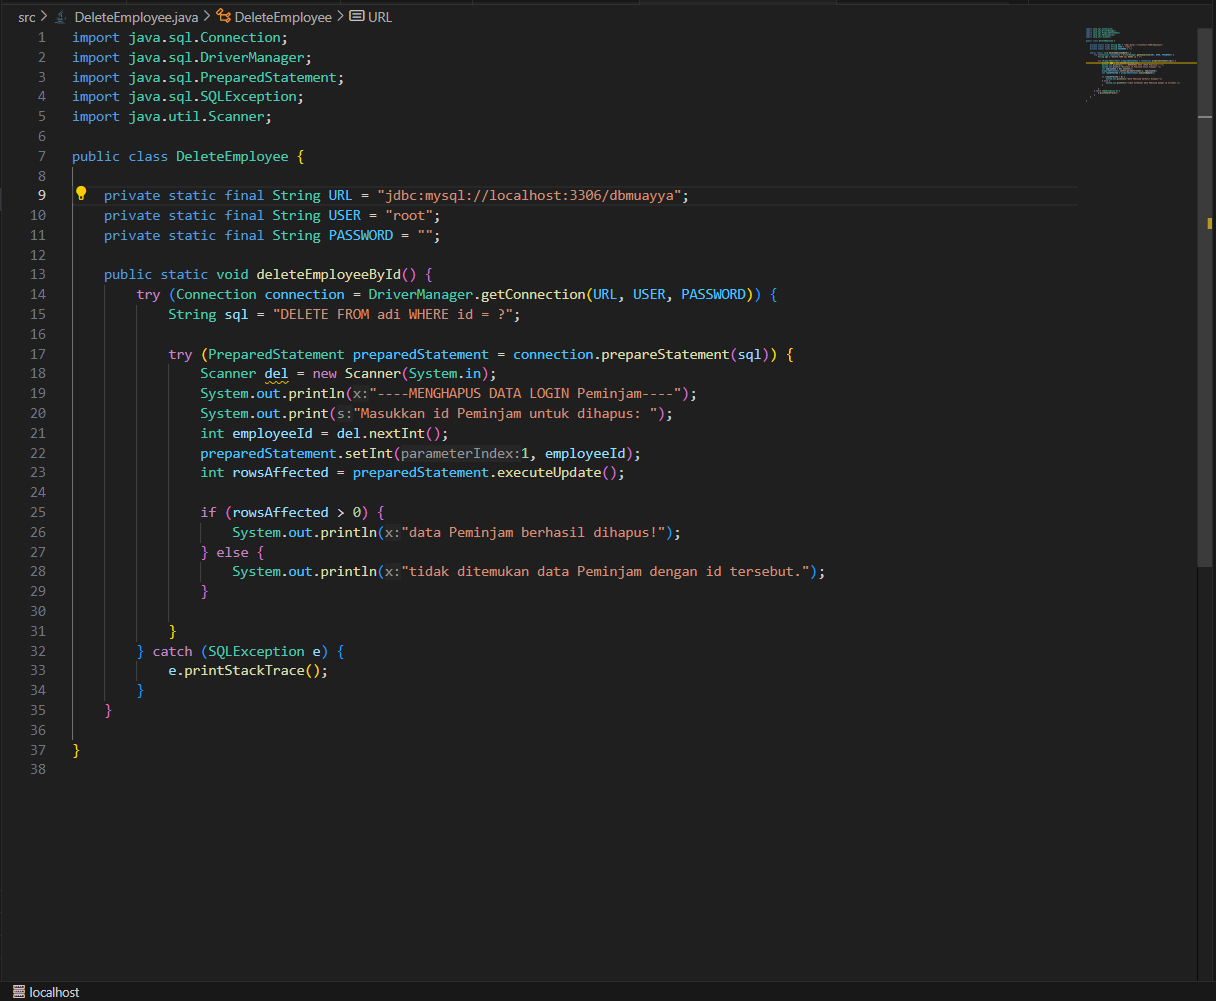 src > DeleteEmployee.java > DeleteEmployee > URL
1 import java.sql.Connection;
2 import java.sql.DriverManager;
3 import java.sql.PreparedStatement;
4 import java.sql.SQLException;
5 import java.util.Scanner;
6
7 public class DeleteEmployee {
8
9 private static final String URL = "jdbc:mysql://localhost:3306/dbmuayya";
10 private static final String USER = "root";
11 private static final String PASSWORD = "";
12
13 public static void deleteEmployeeById() {
14 try (Connection connection = DriverManager.getConnection(URL, USER, PASSWORD)) {
15 String sql = "DELETE FROM adi WHERE id = ?";
16
17 try (PreparedStatement preparedStatement = connection.prepareStatement(sql)) {
18 Scanner del = new Scanner(System.in);
19 System.out.println(x:"----MENGHAPUS DATA LOGIN Peminjam----");
20 System.out.print(s:"Masukkan id Peminjam untuk dihapus: ");
21 int employeeId = del.nextInt();
22 preparedStatement.setInt(parameterIndex:1, employeeId);
23 int rowsAffected = preparedStatement.executeUpdate();
24
25 if (rowsAffected > 0) {
26 System.out.println(x:"data Peminjam berhasil dihapus!");
27 } else {
28 System.out.println(x:"tidak ditemukan data Peminjam dengan id tersebut.");
29 }
30
31 }
32 } catch (SQLException e) {
33 e.printStackTrace();
34 }
35 }
36
37 }
38
localhost